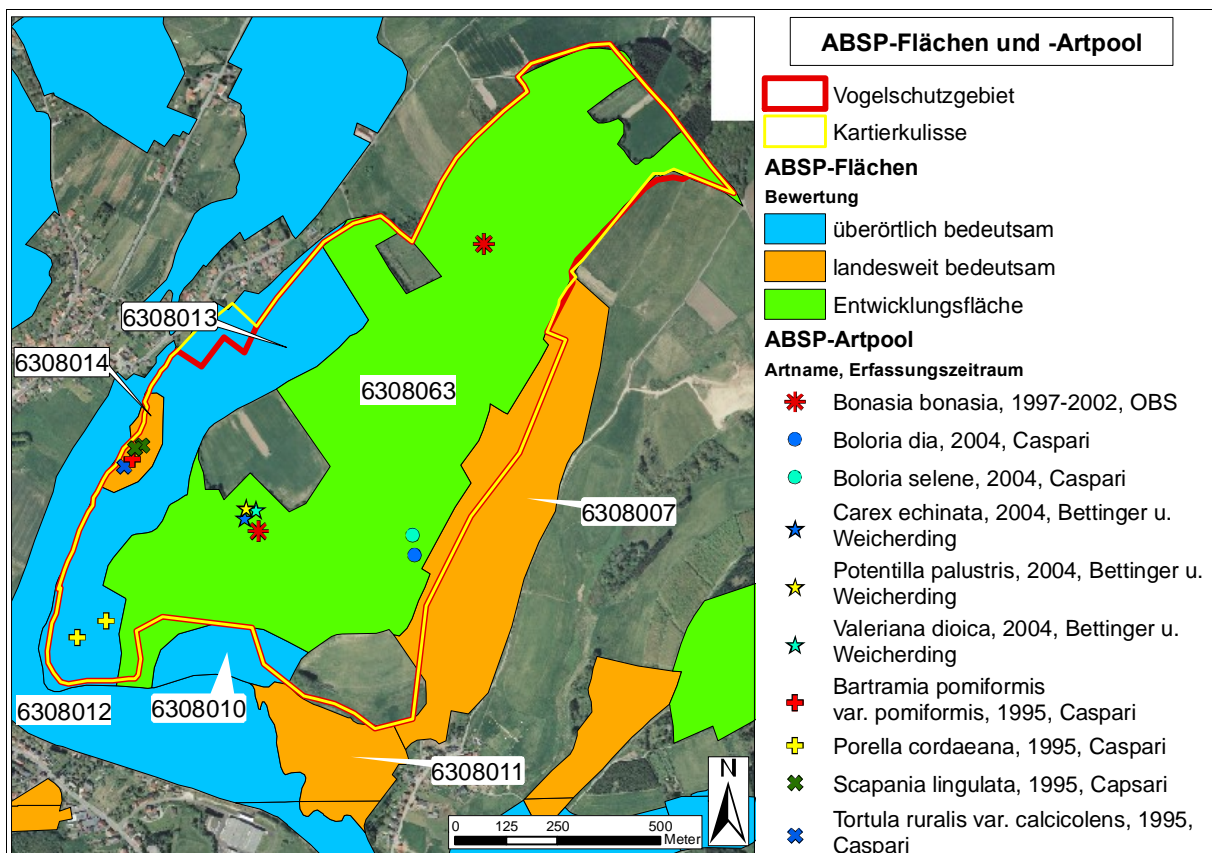 ABSP-Flächen und -Artpool
Vogelschutzgebiet
Kartierkulisse
ABSP-Flächen
Bewertung
überörtlich bedeutsam
landesweit bedeutsam
Entwicklungsfläche
ABSP-Artpool
Artname, Erfassungszeitraum
Bonasia bonasia, 1997-2002, OBS
Boloria dia, 2004, Caspari
Boloria selene, 2004, Caspari
Carex echinata, 2004, Bettinger u.
Weicherding
Potentilla palustris, 2004, Bettinger u.
Weicherding
Valeriana dioica, 2004, Bettinger u.
Weicherding
Bartramia pomiformis
var. pomiformis, 1995, Caspari
Porella cordaeana, 1995, Caspari
Scapania lingulata, 1995, Capsari
Tortula ruralis var. calcicolens, 1995,
Caspari
6308013
6308014
6308063
6308007
6308012
6308010
6308011
N
0 125 250 500
Meter